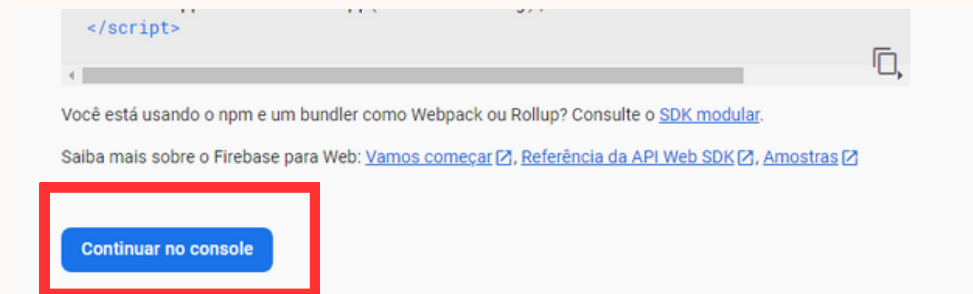 </script>
Você está usando o npm e um bundler como Webpack ou Rollup? Consulte o SDK modular.
Saiba mais sobre o Firebase para Web: Vamos começar, Referência da API Web SDK, Amostras
Continuar no console